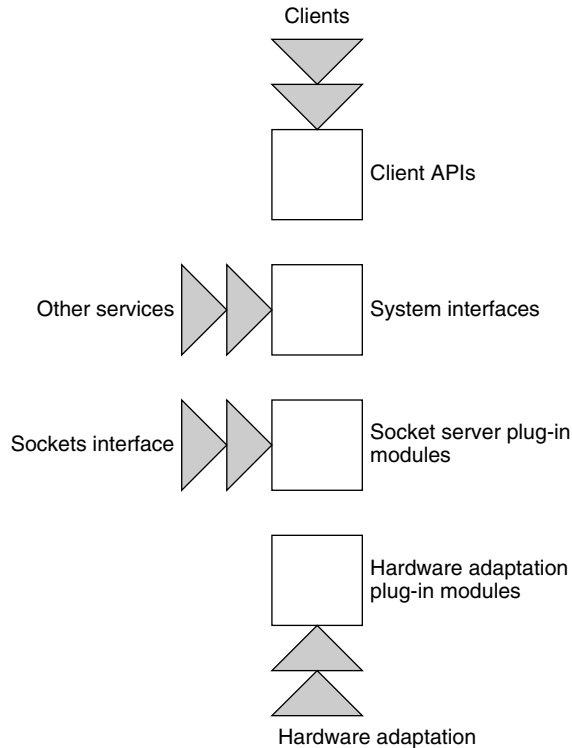 Clients
Client APIs
Other services
System interfaces
Sockets interface
Socket server plug-in
modules
Hardware adaptation
plug-in modules
Hardware adaptation